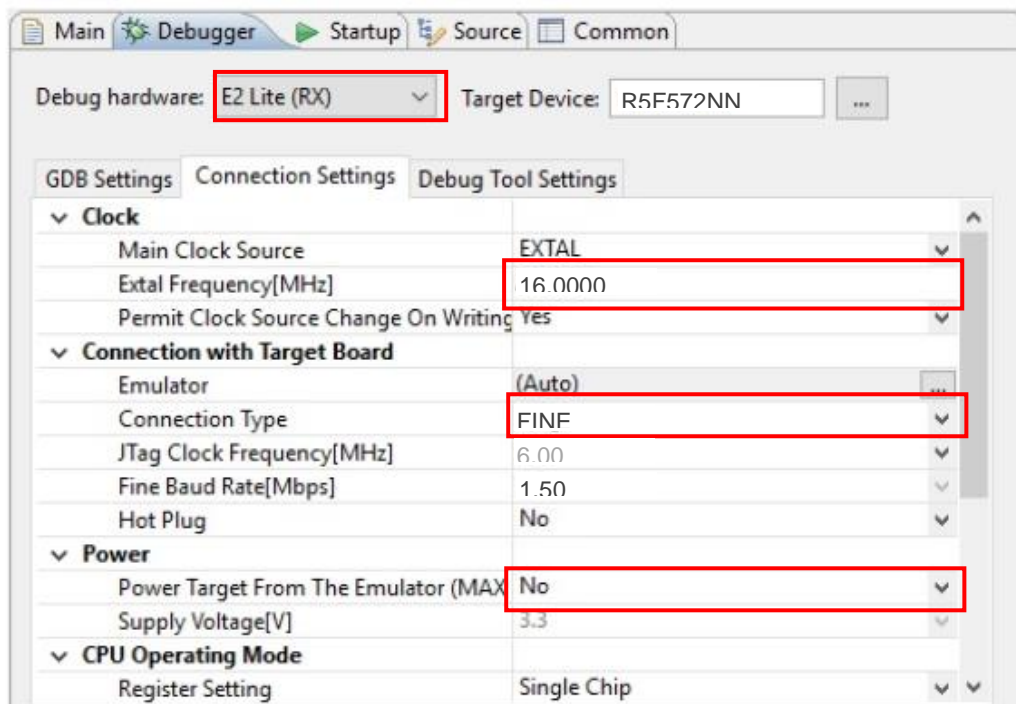 Main Debugger Startup Source Common
Debug hardware: E2 Lite (RX) Target Device: R5F572NN ...
GDB Settings Connection Settings Debug Tool Settings
Clock
Main Clock Source EXTAL
Extal Frequency[MHz] 16.0000
Permit Clock Source Change On Writing Yes
Connection with Target Board
Emulator (Auto) ...
Connection Type FINE
JTag Clock Frequency[MHz] 6.00
Fine Baud Rate[Mbps] 1.50
Hot Plug No
Power
Power Target From The Emulator (MAX No
Supply Voltage[V] 3.3
CPU Operating Mode
Register Setting Single Chip